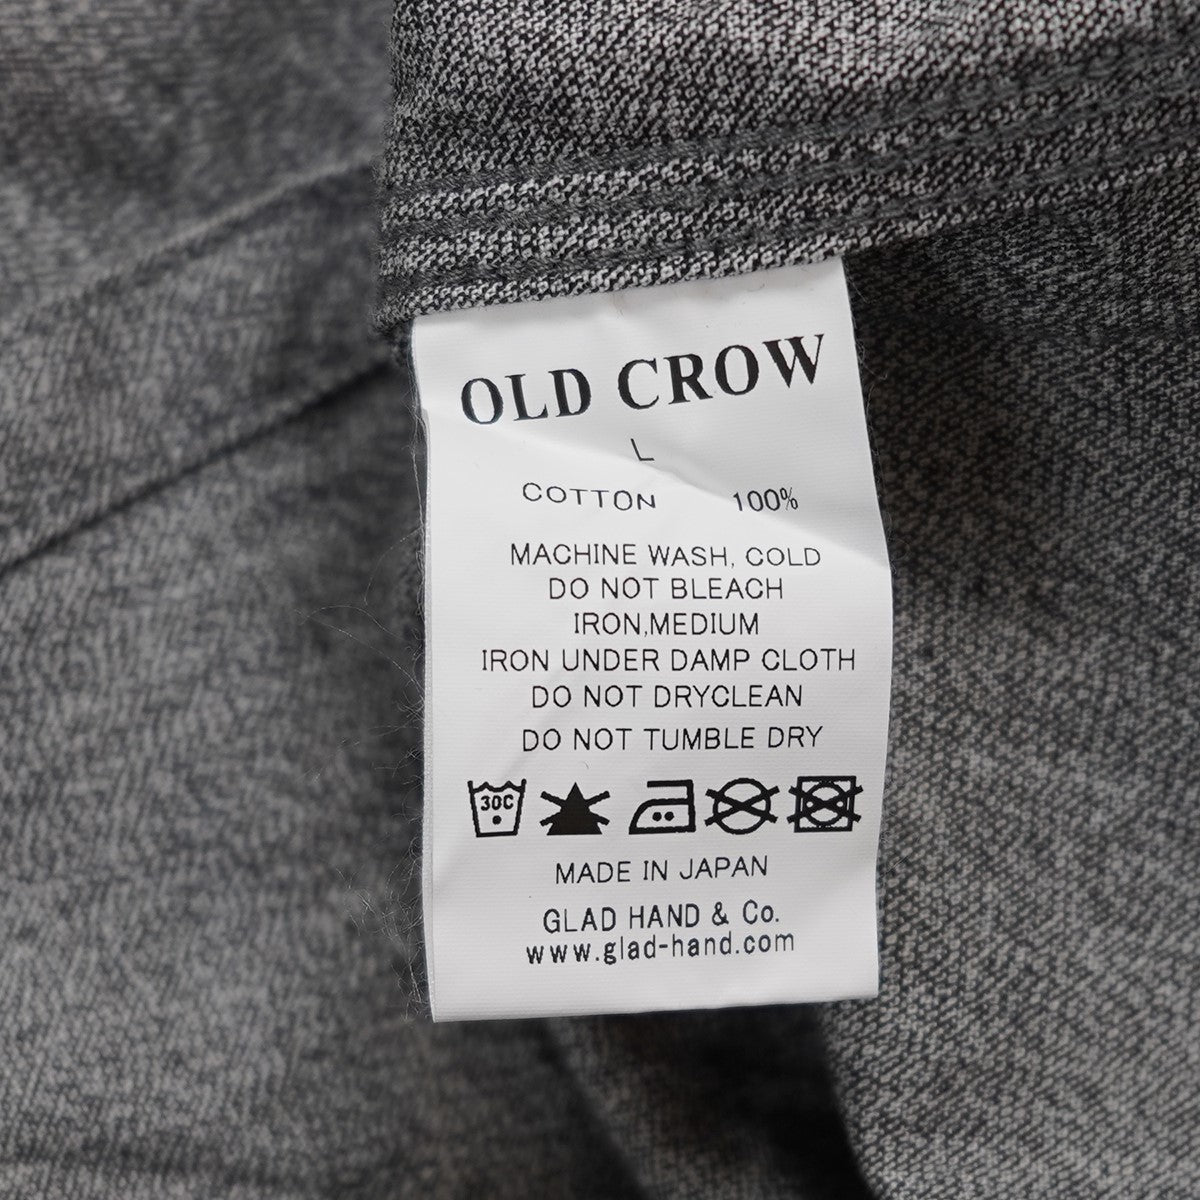 OLD CROW
L
COTTON 100%
MACHINE WASH, COLD
DO NOT BLEACH
IRON,MEDIUM
IRON UNDER DAMP CLOTH
DO NOT DRYCLEAN
DO NOT TUMBLE DRY
30C
MADE IN JAPAN
GLAD HAND & Co.
www.glad-hand.com